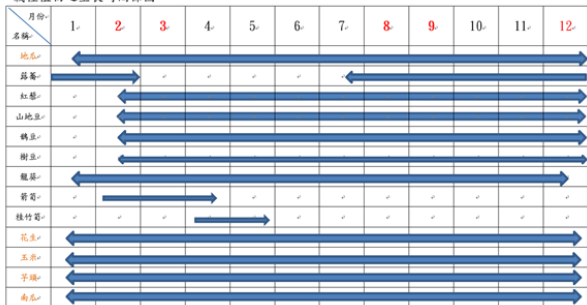 月份 1 2 3 4 5 6 7 8 9 10 11 12
名稱
地瓜
蕗蕎
紅藜
山地豆
鵲豆
樹豆
龍葵
箭筍
桂竹筍
花生
玉米
芋頭
南瓜